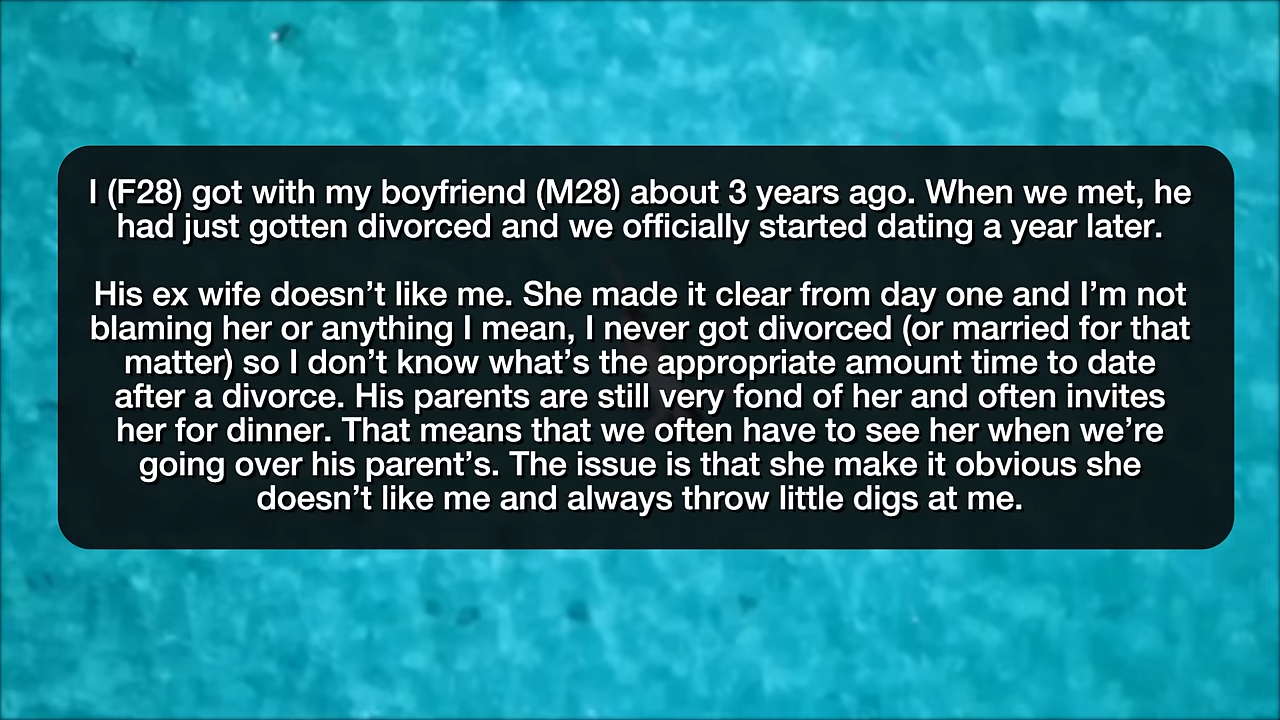 I (F28) got with my boyfriend (M28) about 3 years ago. When we met, he
had just gotten divorced and we officially started dating a year later.
His ex wife doesn’t like me. She made it clear from day one and I’m not
blaming her or anything I mean, I never got divorced (or married for that
matter) so I don’t know what’s the appropriate amount time to date
after a divorce. His parents are still very fond of her and often invites
her for dinner. That means that we often have to see her when we’re
going over his parent’s. The issue is that she make it obvious she
doesn’t like me and always throw little digs at me.